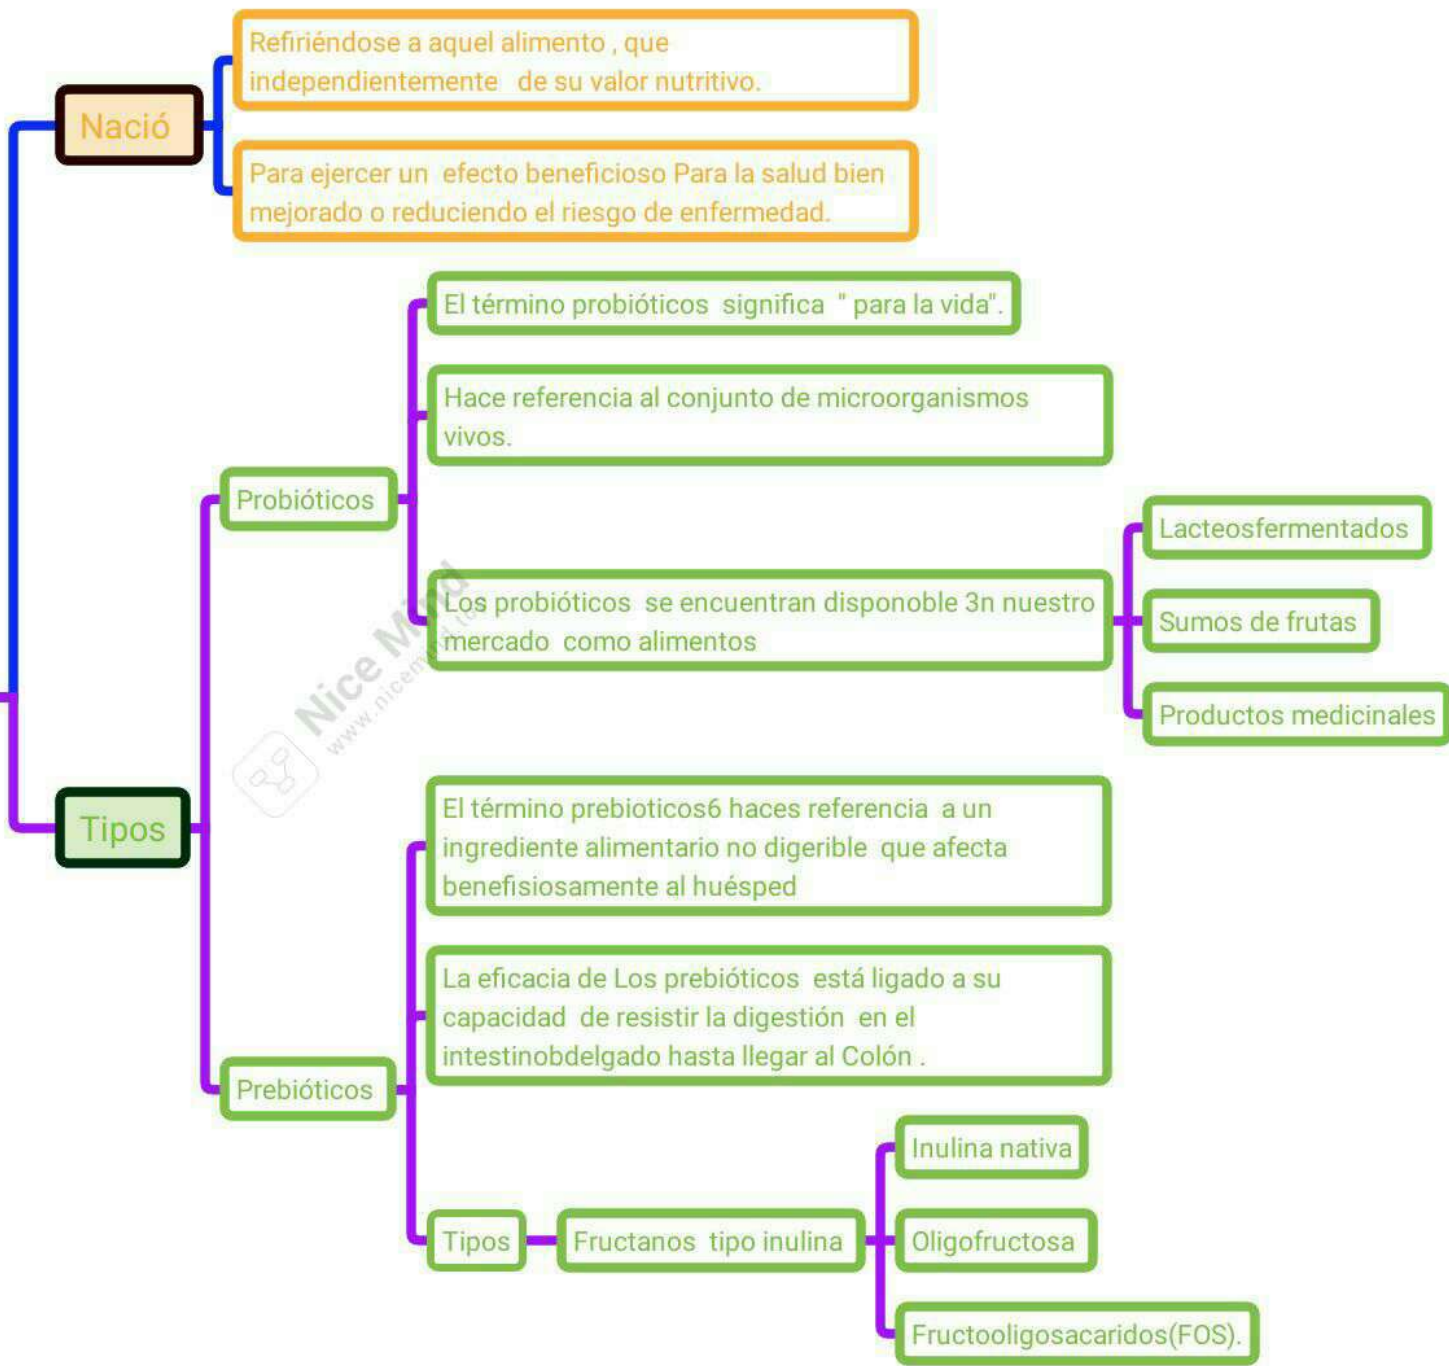 Refiriéndose a aquel alimento , que
independientemente de su valor nutritivo.
Nació
Para ejercer un efecto beneficioso Para la salud bien
mejorado o reduciendo el riesgo de enfermedad.
El término probióticos significa " para la vida".
Hace referencia al conjunto de microorganismos
vivos.
Probióticos
Lacteosfermentados
Los probióticos se encuentran disponoble 3n nuestro
mercado como alimentos
Sumos de frutas
Productos medicinales
Nice Mind
Tipos
El término prebioticos6 haces referencia a un
ingrediente alimentario no digerible que afecta
benefisiosamente al huésped
La eficacia de Los prebióticos está ligado a su
capacidad de resistir la digestión en el
intestinobdelgado hasta llegar al Colón .
Prebióticos
Inulina nativa
Tipos
Fructanos tipo inulina
Oligofructosa
Fructooligosacaridos(FOS).